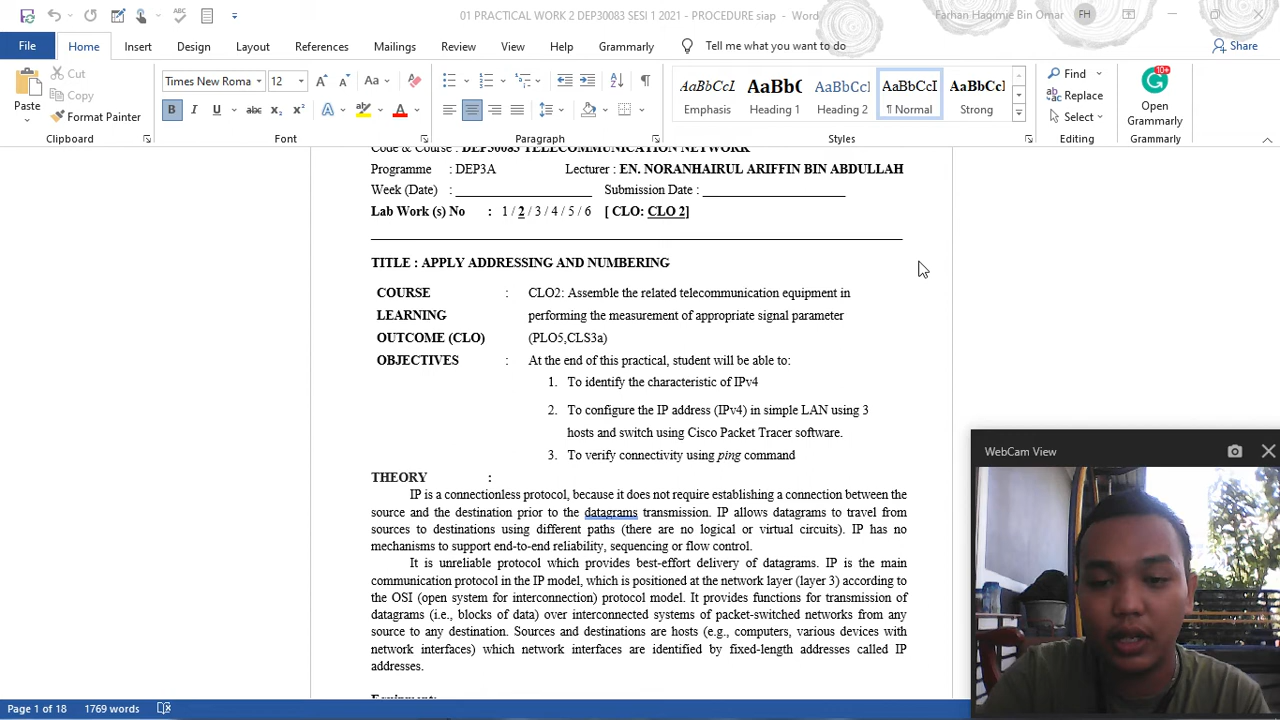 01 PRACTICAL WORK 2 DEP30083 SESI 1 2021 - PROCEDURE siap - Word
Farhan Haqimie Bin Omar
FH
File
Home
Insert
Design
Layout
References
Mailings
Review
View
Help
Grammarly
Tell me what you want to do
Share
Paste
Cut
Copy
Format Painter
Clipboard
Times New Roma
12
Aa
B I U abc x₂ x²
Font
Paragraph
AaBbCcI Emphasis
AaBbC Heading 1
AaBbCcI Heading 2
AaBbCcI ¶ Normal
AaBbCcI Strong
Styles
Find
Replace
Select
Editing
10+
Open Grammarly
Grammarly
Code & Course : DEP30083 TELECOMMUNICATION NETWORK
Programme : DEP3A Lecturer : EN. NORANHAIRUL ARIFFIN BIN ABDULLAH
Week (Date) : Submission Date :
Lab Work (s) No : 1 / 2 / 3 / 4 / 5 / 6 [ CLO: CLO 2]
TITLE : APPLY ADDRESSING AND NUMBERING
COURSE : CLO2: Assemble the related telecommunication equipment in
LEARNING performing the measurement of appropriate signal parameter
OUTCOME (CLO) (PLO5,CLS3a)
OBJECTIVES : At the end of this practical, student will be able to:
1. To identify the characteristic of IPv4
2. To configure the IP address (IPv4) in simple LAN using 3
hosts and switch using Cisco Packet Tracer software.
3. To verify connectivity using ping command
THEORY :
IP is a connectionless protocol, because it does not require establishing a connection between the
source and the destination prior to the datagrams transmission. IP allows datagrams to travel from
sources to destinations using different paths (there are no logical or virtual circuits). IP has no
mechanisms to support end-to-end reliability, sequencing or flow control.
It is unreliable protocol which provides best-effort delivery of datagrams. IP is the main
communication protocol in the IP model, which is positioned at the network layer (layer 3) according to
the OSI (open system for interconnection) protocol model. It provides functions for transmission of
datagrams (i.e., blocks of data) over interconnected systems of packet-switched networks from any
source to any destination. Sources and destinations are hosts (e.g., computers, various devices with
network interfaces) which network interfaces are identified by fixed-length addresses called IP
addresses.
Equipment:
WebCam View
Page 1 of 18
1769 words